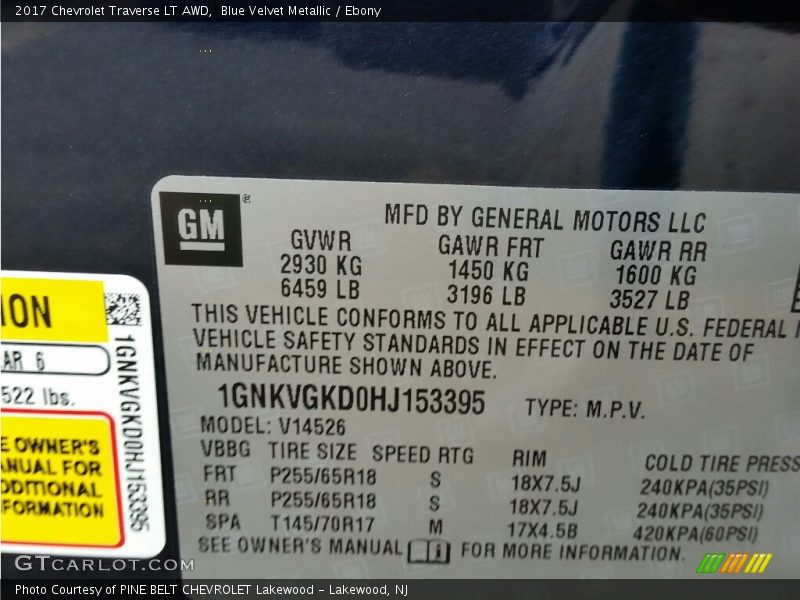 2017 Chevrolet Traverse LT AWD, Blue Velvet Metallic / Ebony
GM
MFD BY GENERAL MOTORS LLC
GVWR GAWR FRT GAWR RR
2930 KG 1450 KG 1600 KG
6459 LB 3196 LB 3527 LB
THIS VEHICLE CONFORMS TO ALL APPLICABLE U.S. FEDERAL
VEHICLE SAFETY STANDARDS IN EFFECT ON THE DATE OF
MANUFACTURE SHOWN ABOVE.
1GNKVGKD0HJ153395 TYPE: M.P.V.
MODEL: V14526
VBBG TIRE SIZE SPEED RTG RIM COLD TIRE PRESS
FRT P255/65R18 S 18X7.5J 240KPA(35PSI)
RR P255/65R18 S 18X7.5J 240KPA(35PSI)
SPA T145/70R17 M 17X4.5B 420KPA(60PSI)
SEE OWNER'S MANUAL FOR MORE INFORMATION.
ION
AR 6
522 lbs.
E OWNER'S
ANUAL FOR
DDITIONAL
FORMATION
1GNKVGKD0HJ153395
GTCARLOT.COM
Photo Courtesy of PINE BELT CHEVROLET Lakewood – Lakewood, NJ